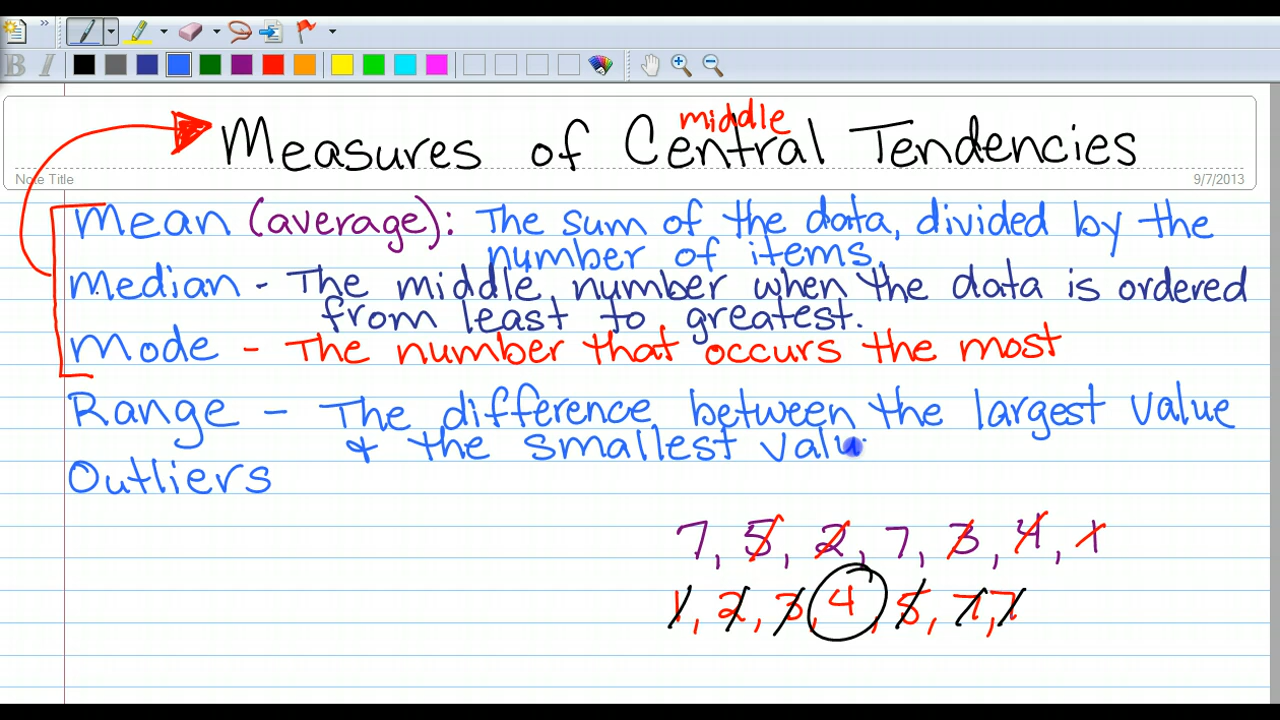 B I
middle
Measures of Central Tendencies
Note Title
9/7/2013
Mean (average): The sum of the data, divided by the
number of items.
Median - The middle number when the data is ordered
from least to greatest.
Mode - The number that occurs the most
Range - The difference between the largest value
& the smallest valu
Outliers
7, 5, 2, 7, 3, 4, 1
1, 2, 3, 4, 5, 7, 7